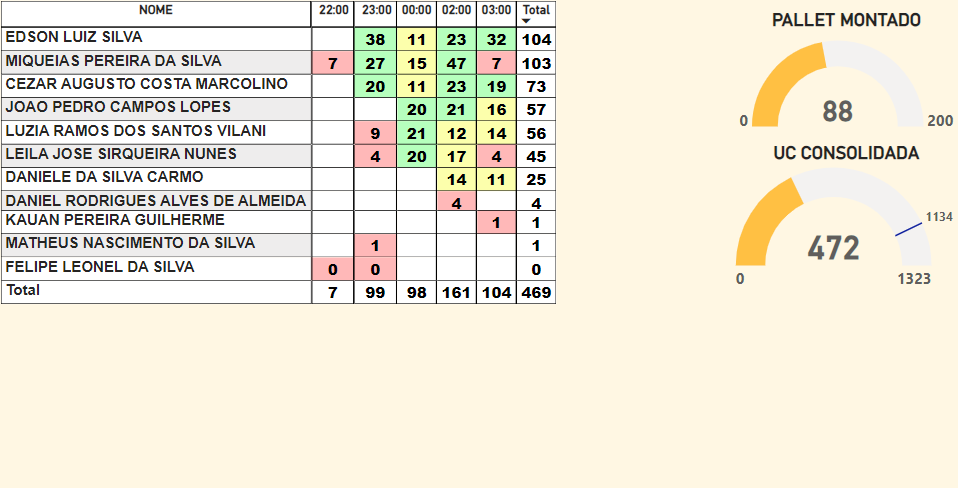 NOME 22:00 23:00 00:00 02:00 03:00 Total
EDSON LUIZ SILVA 38 11 23 32 104
MIQUEIAS PEREIRA DA SILVA 7 27 15 47 7 103
CEZAR AUGUSTO COSTA MARCOLINO 20 11 23 19 73
JOAO PEDRO CAMPOS LOPES 20 21 16 57
LUZIA RAMOS DOS SANTOS VILANI 9 21 12 14 56
LEILA JOSE SIRQUEIRA NUNES 4 20 17 4 45
DANIELE DA SILVA CARMO 14 11 25
DANIEL RODRIGUES ALVES DE ALMEIDA 4 4
KAUAN PEREIRA GUILHERME 1 1
MATHEUS NASCIMENTO DA SILVA 1 1
FELIPE LEONEL DA SILVA 0 0 0
Total 7 99 98 161 104 469
PALLET MONTADO
88
0 200
UC CONSOLIDADA
1134
472
0 1323